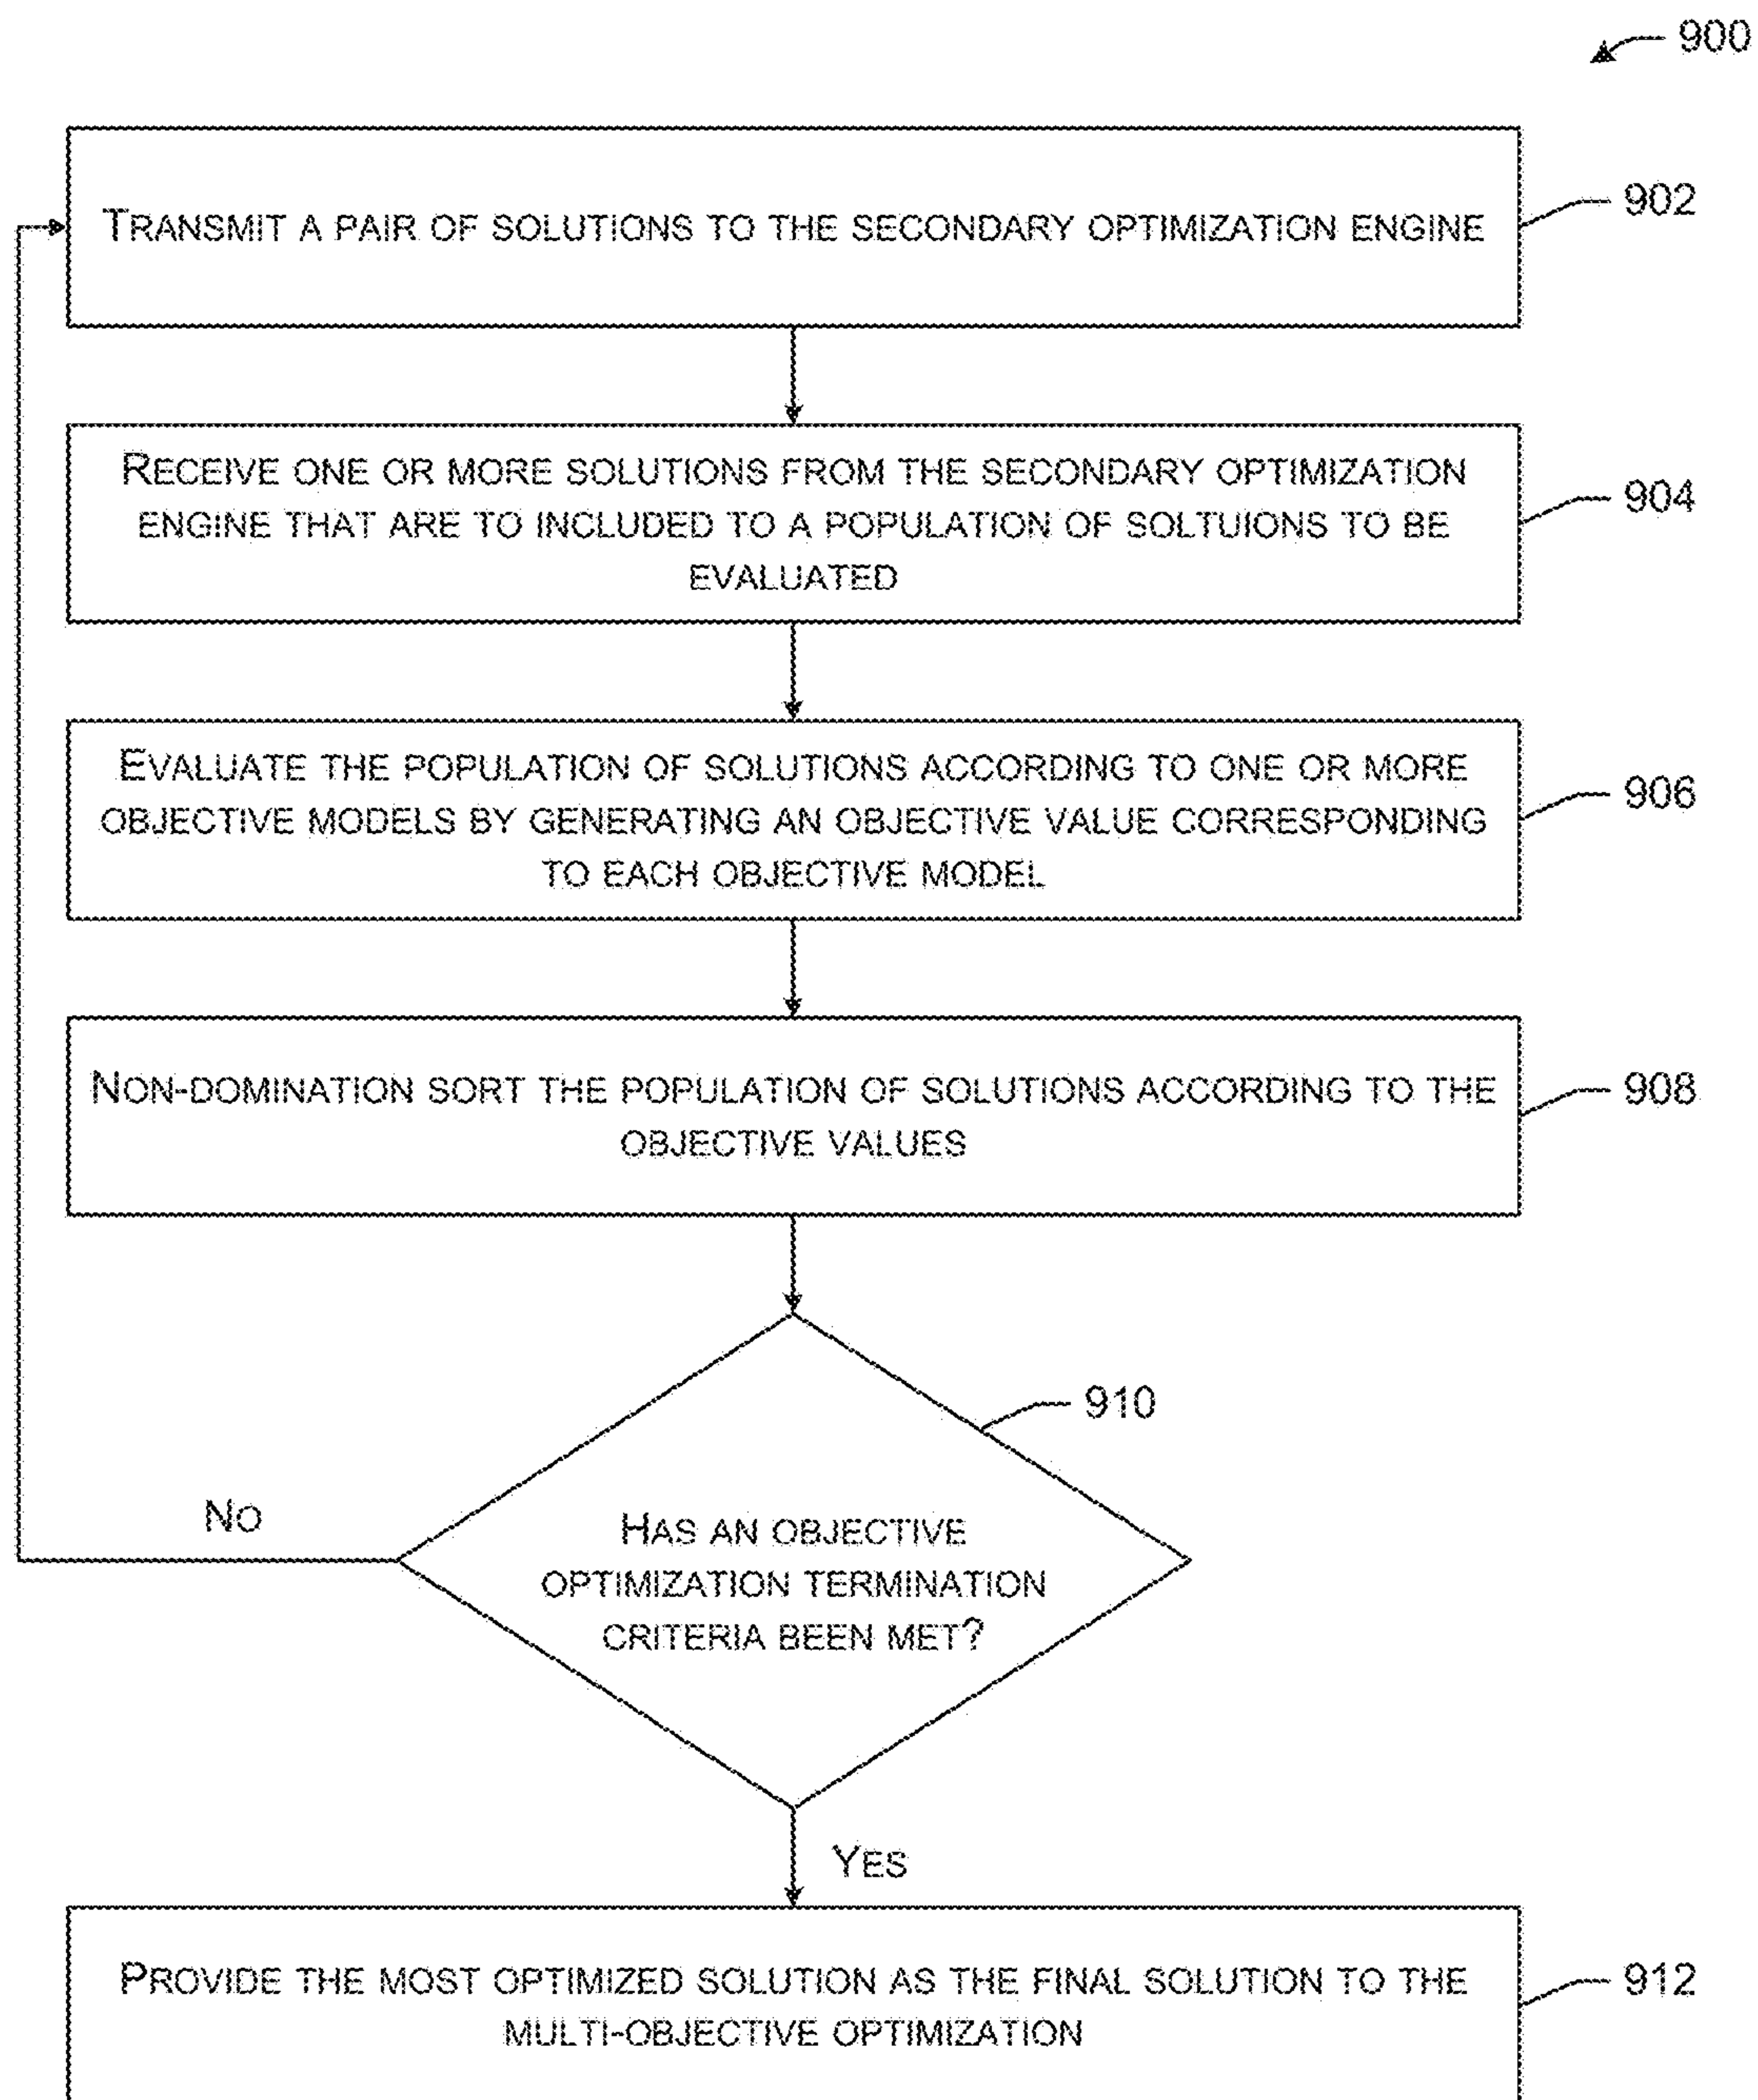 900
TRANSMIT A PAIR OF SOLUTIONS TO THE SECONDARY OPTIMIZATION ENGINE
902
RECEIVE ONE OR MORE SOLUTIONS FROM THE SECONDARY OPTIMIZATION
ENGINE THAT ARE TO INCLUDED TO A POPULATION OF SOLTUIONS TO BE
EVALUATED
904
EVALUATE THE POPULATION OF SOLUTIONS ACCORDING TO ONE OR MORE
OBJECTIVE MODELS BY GENERATING AN OBJECTIVE VALUE CORRESPONDING
TO EACH OBJECTIVE MODEL
906
NON-DOMINATION SORT THE POPULATION OF SOLUTIONS ACCORDING TO THE
OBJECTIVE VALUES
908
910
HAS AN OBJECTIVE
OPTIMIZATION TERMINATION
CRITERIA BEEN MET?
NO
YES
PROVIDE THE MOST OPTIMIZED SOLUTION AS THE FINAL SOLUTION TO THE
MULTI-OBJECTIVE OPTIMIZATION
912